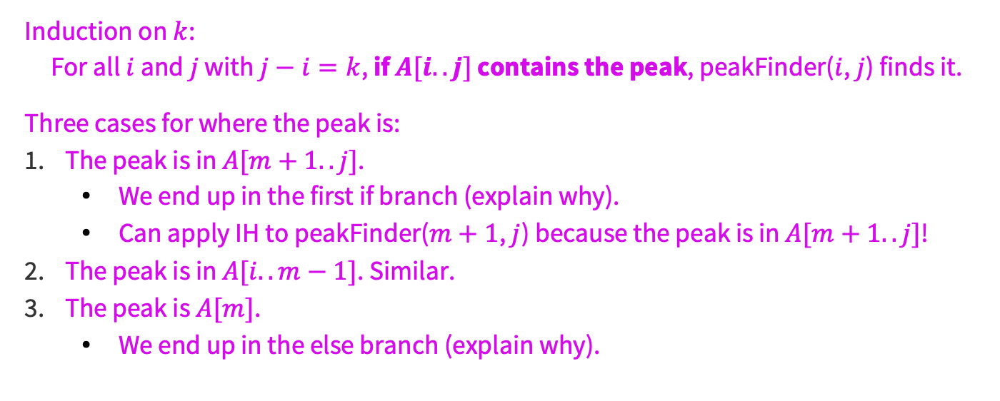 Induction on k:
For all i and j with j − i = k, if A[i..j] contains the peak, peakFinder(i, j) finds it.
Three cases for where the peak is:
1. The peak is in A[m + 1..j].
• We end up in the first if branch (explain why).
• Can apply IH to peakFinder(m + 1, j) because the peak is in A[m + 1..j]!
2. The peak is in A[i..m − 1]. Similar.
3. The peak is A[m].
• We end up in the else branch (explain why).